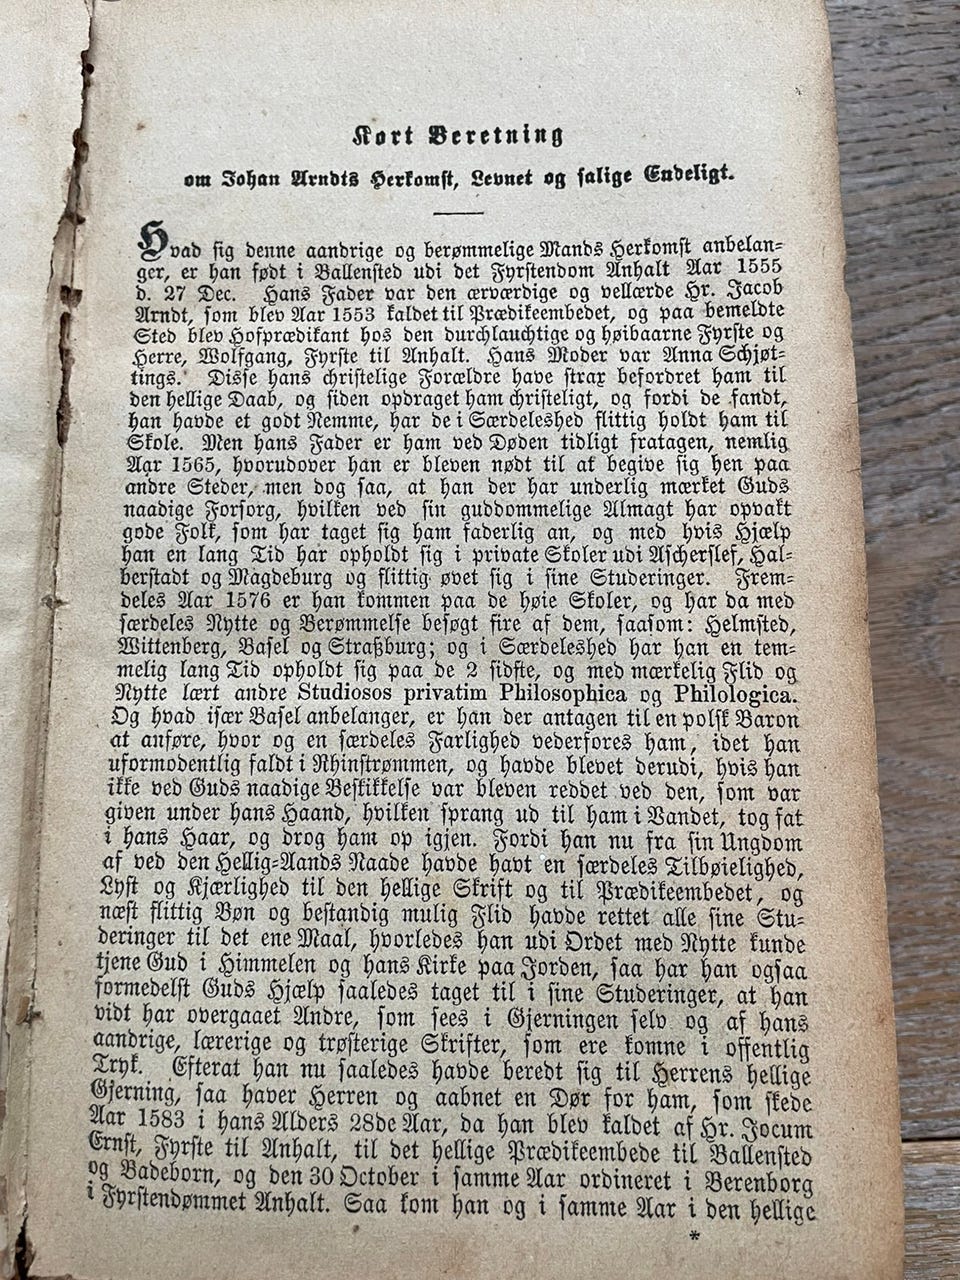 Kort Beretning
om Johan Arndts Herkomst, Levnet og salige Endeligt.
Hvad sig denne aandrige og berømmelige Mands Herkomst anbelan-
ger, er han født i Ballensted udi det Fyrstendom Anhalt Aar 1555
d. 27 Dec. Hans Fader var den ærværdige og vellærde Hr. Jacob
Arndt, som blev Aar 1553 kaldet til Prædikeembedet, og paa bemeldte
Sted blev Hofprædikant hos den durchlauchtige og høibaarne Fyrste og
Herre, Wolfgang, Fyrste til Anhalt. Hans Moder var Anna Schjøt-
tings. Disse hans christelige Forældre have strax befordret ham til
den hellige Daab, og siden opdraget ham christeligt, og fordi de fandt,
han havde et godt Nemme, har de i Særdeleshed flittig holdt ham til
Skole. Men hans Fader er ham ved Døden tidligt fratagen, nemlig
Aar 1565, hvorudover han er bleven nødt til at begive sig hen paa
andre Steder, men dog saa, at han der har underlig mærket Guds
naadige Forsorg, hvilken ved sin guddommelige Almagt har opvakt
gode Folk, som har taget sig ham faderlig an, og med hvis Hjælp
han en lang Tid har opholdt sig i private Skoler udi Ascherslef, Hal-
berstadt og Magdeburg og flittig øvet sig i sine Studeringer. Frem-
deles Aar 1576 er han kommen paa de høie Skoler, og har da med
særdeles Nytte og Berømmelse besøgt fire af dem, saasom: Helmsted,
Wittenberg, Basel og Straßburg; og i Særdeleshed har han en tem-
melig lang Tid opholdt sig paa de 2 sidste, og med mærkelig Flid og
Nytte lært andre Studiosos privatim Philosophica og Philologica.
Og hvad især Basel anbelanger, er han der antagen til en polsk Baron
at anføre, hvor og en særdeles Farlighed vederfores ham, idet han
uformodentlig faldt i Rhinstrømmen, og havde blevet derudi, hvis han
ikke ved Guds naadige Beskikkelse var bleven reddet ved den, som var
given under hans Haand, hvilken sprang ud til ham i Vandet, tog fat
i hans Haar, og drog ham op igjen. Fordi han nu fra sin Ungdom
af ved den Hellig-Aands Naade havde havt en særdeles Tilbøielighed,
Lyst og Kjærlighed til den hellige Skrift og til Prædikeembedet, og
næst flittig Bøn og bestandig mulig Flid havde rettet alle sine Stu-
deringer til det ene Maal, hvorledes han udi Ordet med Nytte kunde
tjene Gud i Himmelen og hans Kirke paa Jorden, saa har han ogsaa
formedelst Guds Hjælp saaledes taget til i sine Studeringer, at han
vidt har overgaaet Andre, som sees i Gjerningen selv og af hans
aandrige, lærerige og trøsterige Skrifter, som ere komne i offentlig
Tryk. Efterat han nu saaledes havde beredt sig til Herrens hellige
Gjerning, saa haver Herren og aabnet en Dør for ham, som skede
Aar 1583 i hans Alders 28de Aar, da han blev kaldet af Hr. Jocum
Ernst, Fyrste til Anhalt, til det hellige Prædikeembede til Ballensted
og Badeborn, og den 30 October i samme Aar ordineret i Berenborg
i Fyrstendømmet Anhalt. Saa kom han og i samme Aar i den hellige
*